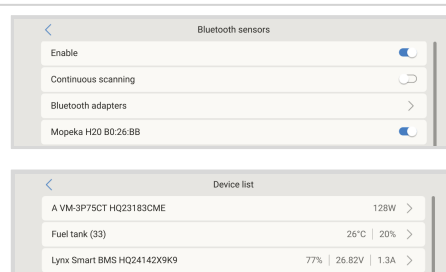 Bluetooth sensors
Enable
Continuous scanning
Bluetooth adapters
Mopeka H20 B0:26:BB
Device list
A VM-3P75CT HQ23183CME 128W
Fuel tank (33) 26°C 20%
Lynx Smart BMS HQ24142X9K9 77% 26.82V 1.3A